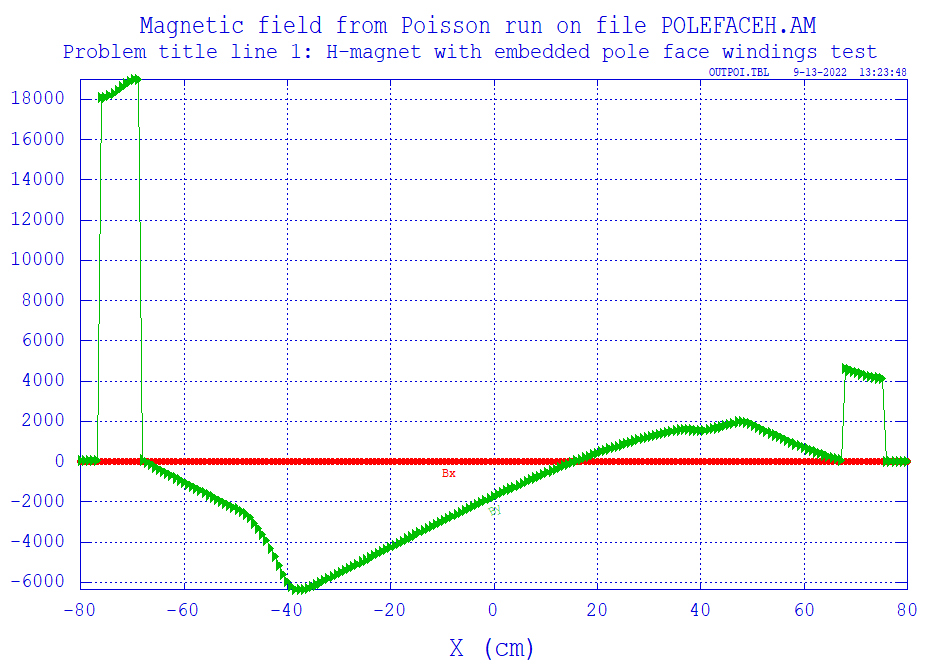 Magnetic field from Poisson run on file POLEFACEH.AM
Problem title line 1: H-magnet with embedded pole face windings test
OUTPOI.TBL 9-13-2022 13:23:48
18000
16000
14000
12000
10000
8000
6000
4000
2000
0
-2000
-4000
-6000
Bx
-80 -60 -40 -20 0 20 40 60 80
X (cm)